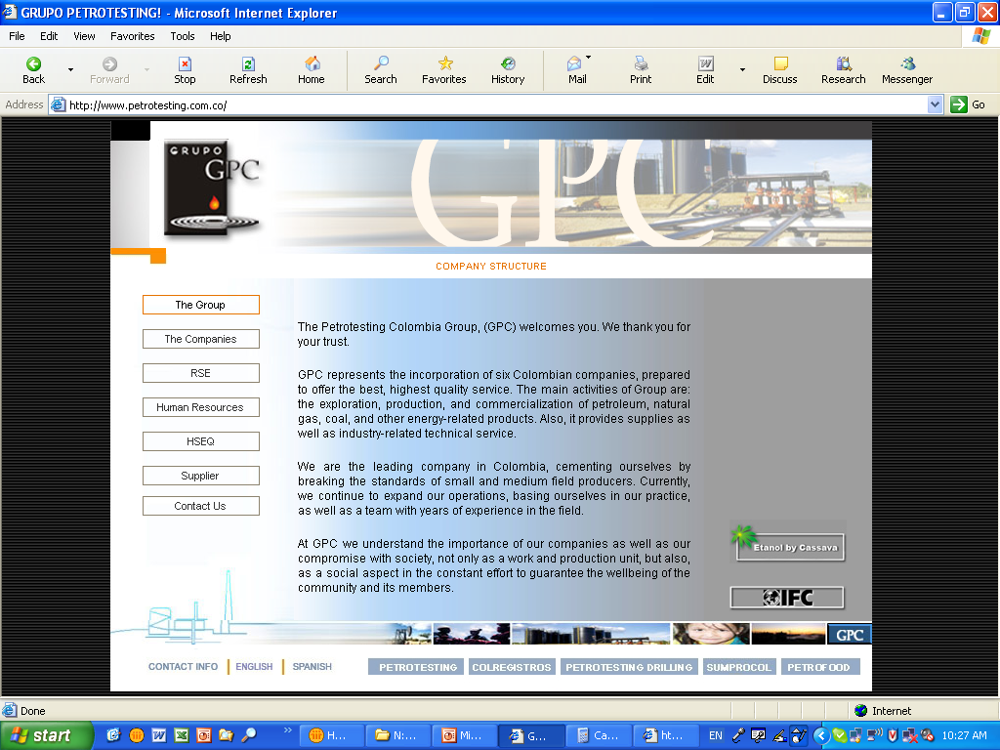 GRUPO PETROTESTING! - Microsoft Internet Explorer
File Edit View Favorites Tools Help
Back Forward Stop Refresh Home Search Favorites History Mail Print Edit Discuss Research Messenger
Address http://www.petrotesting.com.co/ Go
GRUPO
GPC
GPC
COMPANY STRUCTURE
The Group
The Companies
RSE
Human Resources
HSEQ
Supplier
Contact Us
The Petrotesting Colombia Group, (GPC) welcomes you. We thank you for
your trust.
GPC represents the incorporation of six Colombian companies, prepared
to offer the best, highest quality service. The main activities of Group are:
the exploration, production, and commercialization of petroleum, natural
gas, coal, and other energy-related products. Also, it provides supplies as
well as industry-related technical service.
We are the leading company in Colombia, cementing ourselves by
breaking the standards of small and medium field producers. Currently,
we continue to expand our operations, basing ourselves in our practice,
as well as a team with years of experience in the field.
At GPC we understand the importance of our companies as well as our
compromise with society, not only as a work and production unit, but also,
as a social aspect in the constant effort to guarantee the wellbeing of the
community and its members.
Etanol by Cassava
IFC
GPC
CONTACT INFO ENGLISH SPANISH PETROTESTING COLREGISTROS PETROTESTING DRILLING SUMPROCOL PETROFOOD
Done Internet
start H... N:... Mi... G... Ca... ht... EN 10:27 AM